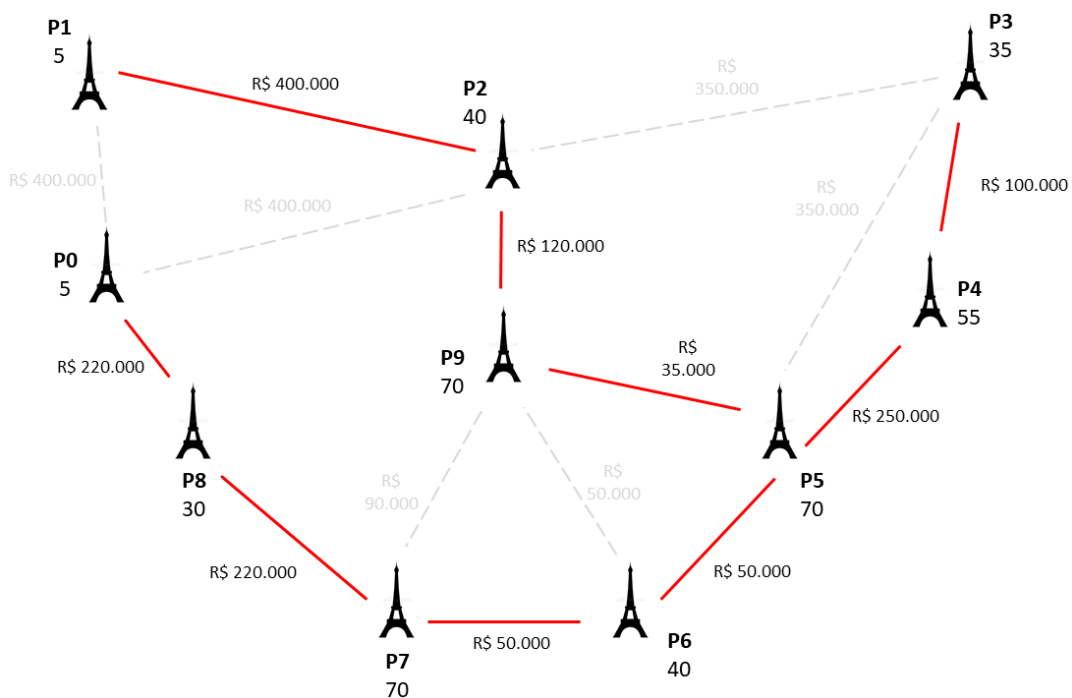 P1
5
R$ 400.000
P2
40
R$
350.000
P3
35
R$ 400.000
R$ 400.000
R$
350.000
R$ 100.000
P0
5
R$ 120.000
P4
55
R$ 220.000
P9
70
R$
35.000
R$ 250.000
P8
30
R$
90.000
R$
50.000
P5
70
R$ 220.000
R$ 50.000
R$ 50.000
P7
70
P6
40